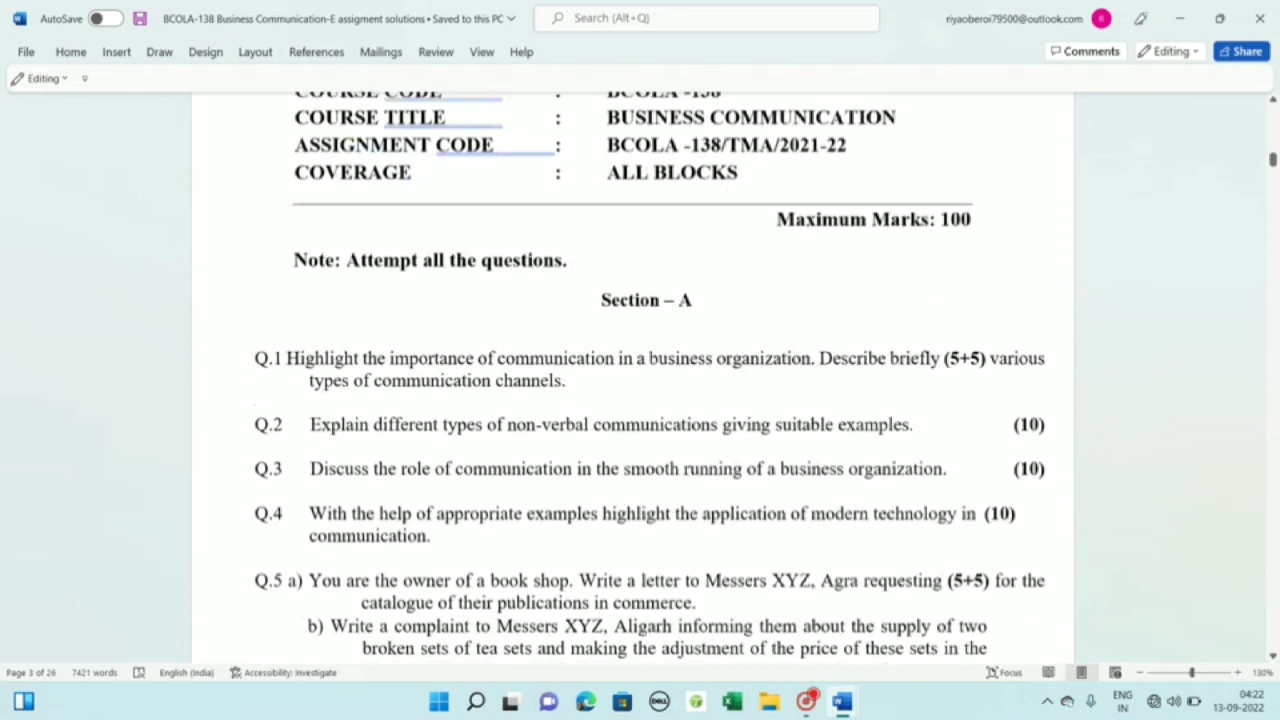 AutoSave
BCOLA-138 Business Communication-E assigment solutions • Saved to this PC
Search (Alt+Q)
riyaoberoi79500@outlook.com
R
File Home Insert Draw Design Layout References Mailings Review View Help
Comments Editing Share
Editing
COURSE CODE : BCOLA -138
COURSE TITLE : BUSINESS COMMUNICATION
ASSIGNMENT CODE : BCOLA -138/TMA/2021-22
COVERAGE : ALL BLOCKS
Maximum Marks: 100
Note: Attempt all the questions.
Section – A
Q.1 Highlight the importance of communication in a business organization. Describe briefly (5+5) various
types of communication channels.
Q.2 Explain different types of non-verbal communications giving suitable examples. (10)
Q.3 Discuss the role of communication in the smooth running of a business organization. (10)
Q.4 With the help of appropriate examples highlight the application of modern technology in (10)
communication.
Q.5 a) You are the owner of a book shop. Write a letter to Messers XYZ, Agra requesting (5+5) for the
catalogue of their publications in commerce.
b) Write a complaint to Messers XYZ, Aligarh informing them about the supply of two
broken sets of tea sets and making the adjustment of the price of these sets in the
Page 3 of 26 7421 words English (India) Accessibility: Investigate Focus 130%
DELL
ENG
IN
04:22
13-09-2022